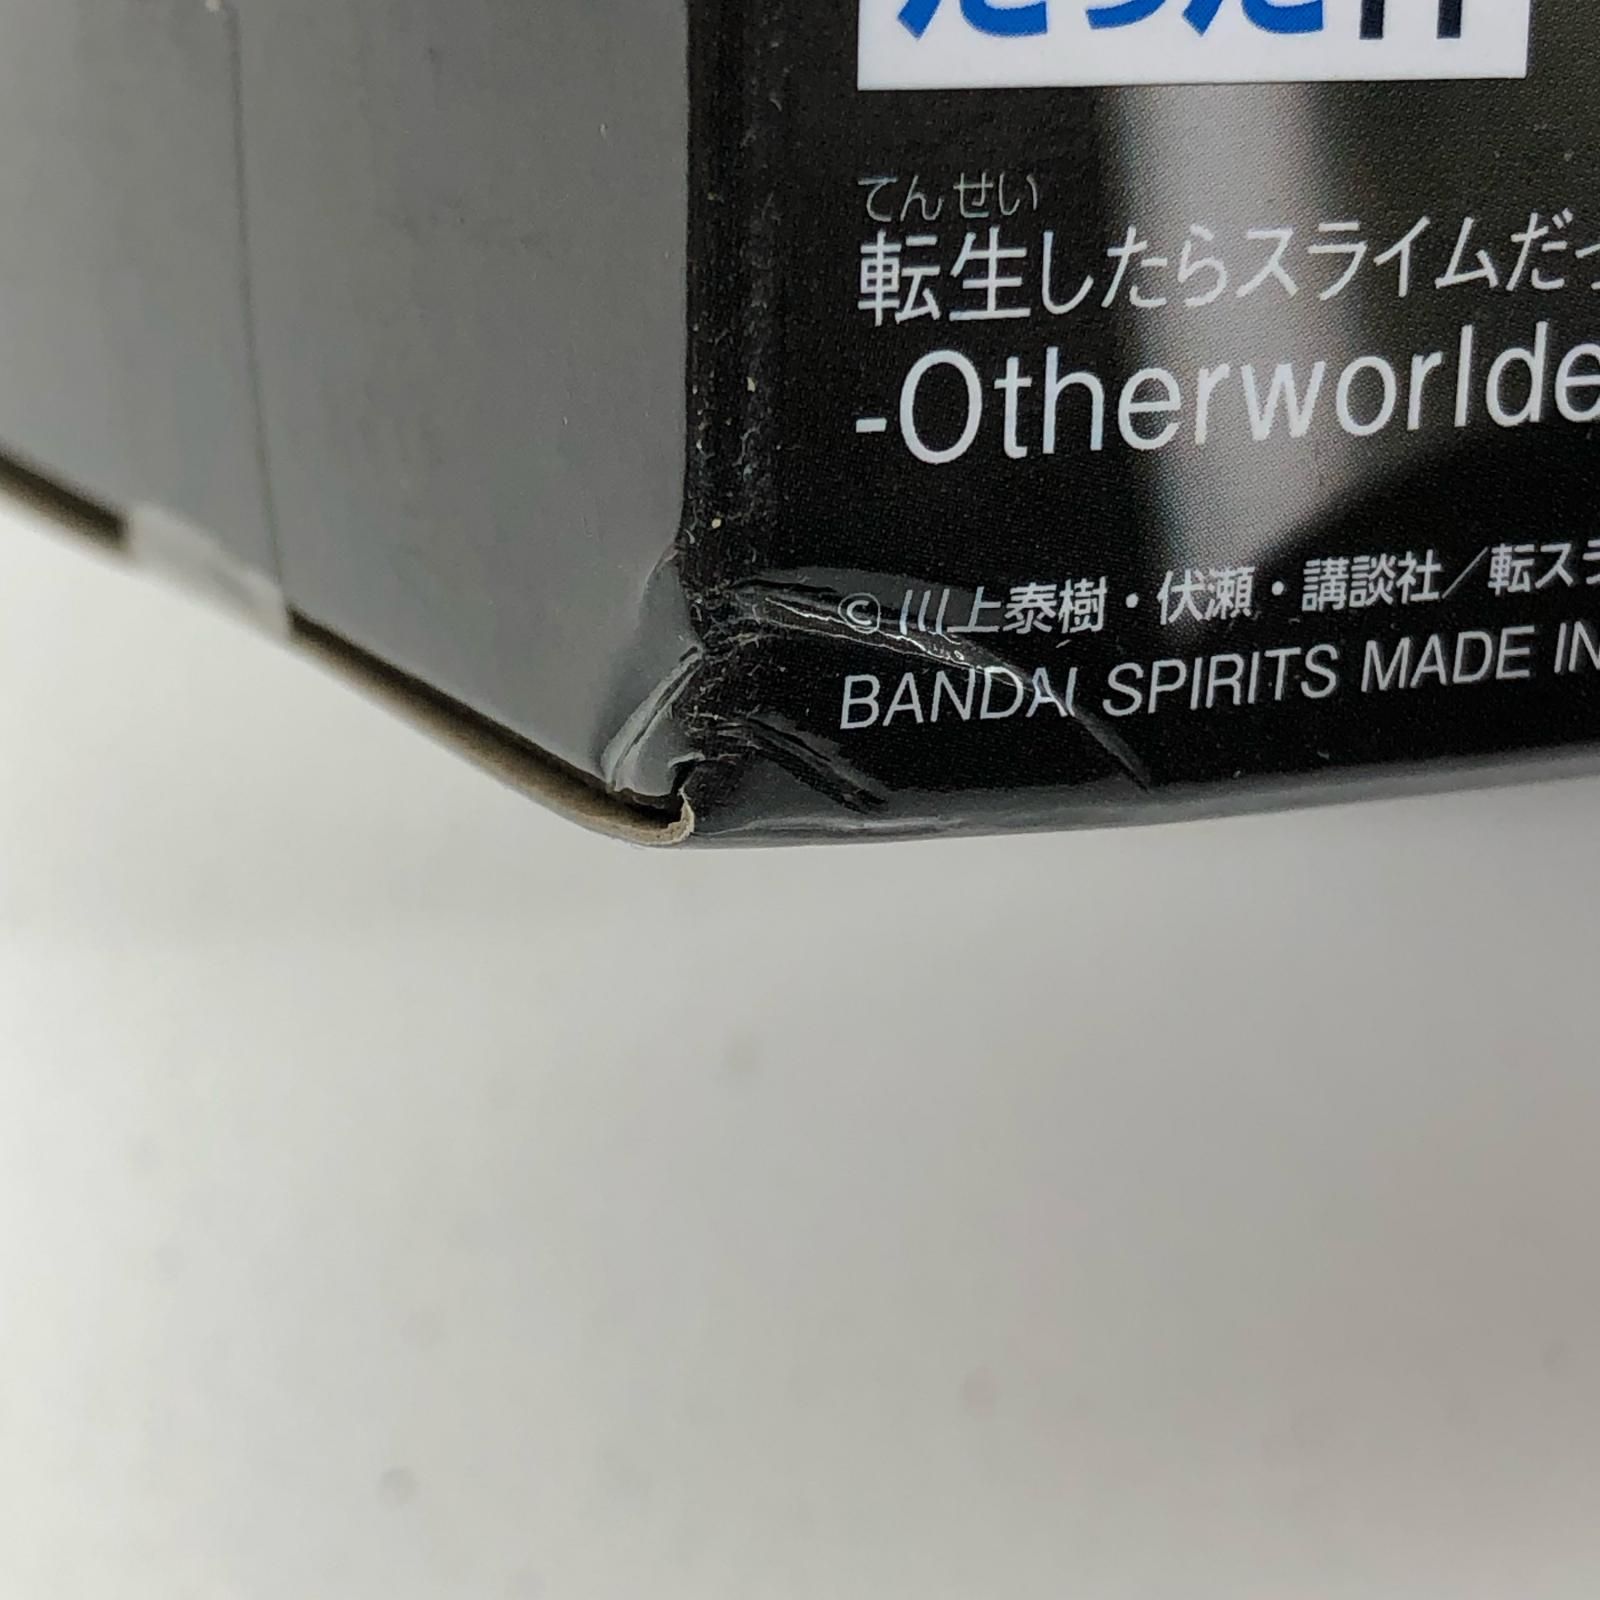 てんせい
転生したらスライムだっ
-Otherworlde
©川上泰樹・伏瀬・講談社／転スラ
BANDAI SPIRITS MADE IN